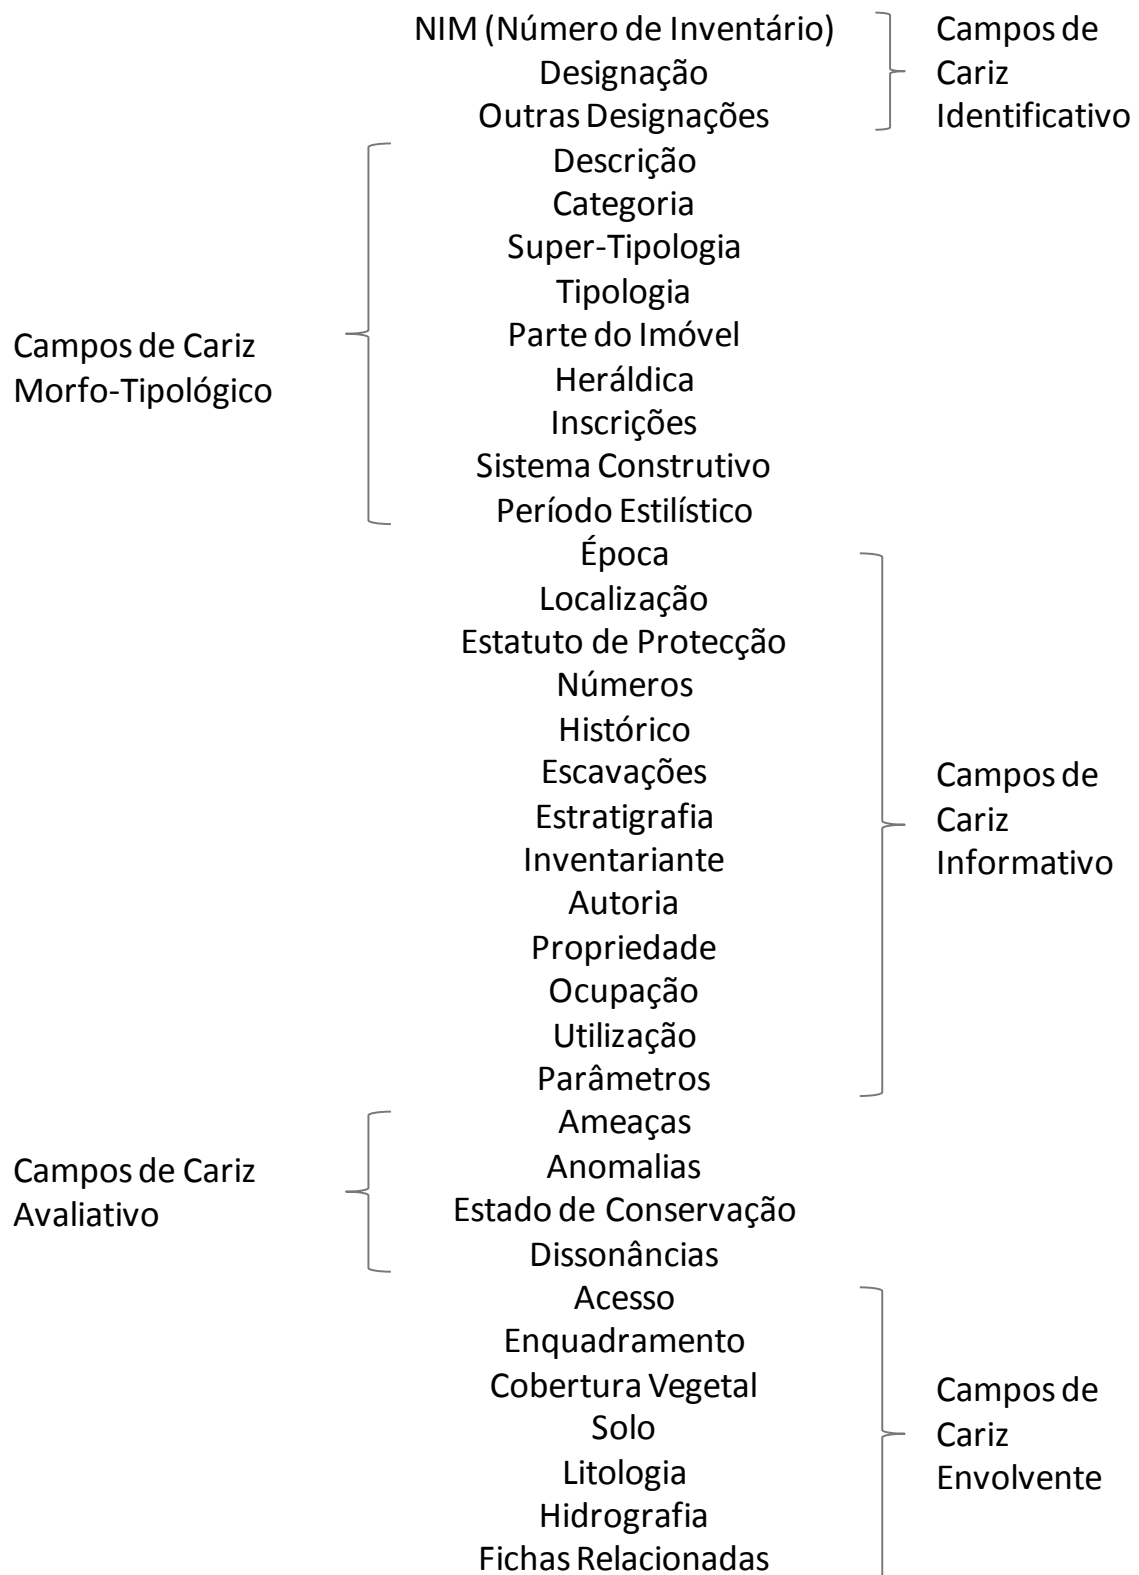 NIM (Número de Inventário)
Designação
Outras Designações
Campos de
Cariz
Identificativo
Descrição
Categoria
Super-Tipologia
Tipologia
Parte do Imóvel
Heráldica
Inscrições
Sistema Construtivo
Período Estilístico
Campos de Cariz
Morfo-Tipológico
Época
Localização
Estatuto de Protecção
Números
Histórico
Escavações
Estratigrafia
Inventariante
Autoria
Propriedade
Ocupação
Utilização
Parâmetros
Campos de
Cariz
Informativo
Ameaças
Anomalias
Estado de Conservação
Dissonâncias
Campos de Cariz
Avaliativo
Acesso
Enquadramento
Cobertura Vegetal
Solo
Litologia
Hidrografia
Fichas Relacionadas
Campos de
Cariz
Envolvente